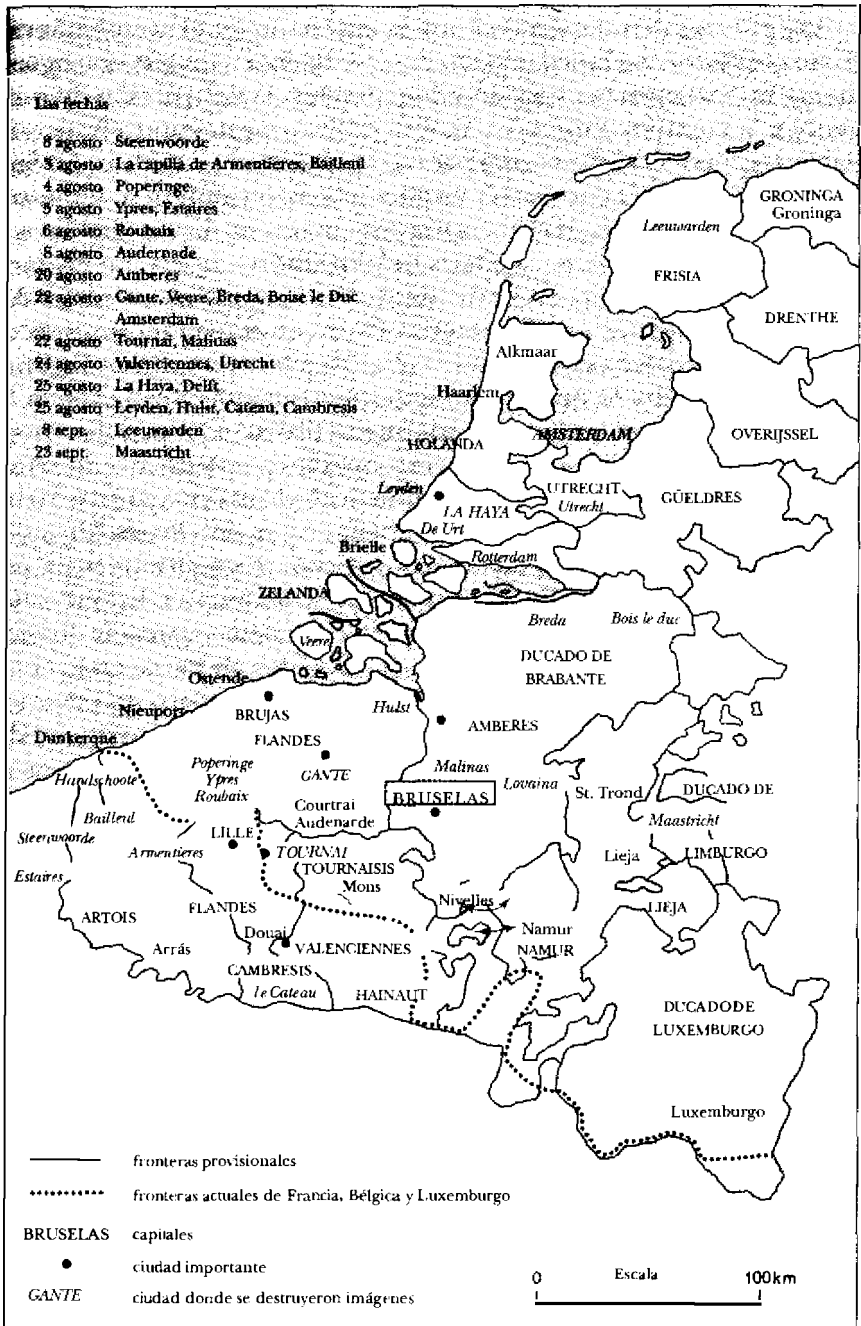 Las fechas
8 agosto Steenwoorde
3 agosto La capilla de Armentières, Bailleul
4 agosto Poperinge
5 agosto Ypres, Estaires
6 agosto Roubaix
8 agosto Audernade
20 agosto Amberes
22 agosto Gante, Veere, Breda, Boise le Duc
Amsterdam
22 agosto Tournai, Malinas
24 agosto Valenciennes, Utrecht
25 agosto La Haya, Delft
25 agosto Leyden, Hulst, Cateau, Cambresis
8 sept. Leeuwarden
23 sept. Maastricht
GRONINGA
Groninga
Leeuwarden
FRISIA
DRENTHE
Alkmaar
Haarlem
HOLANDA
AMSTERDAM
OVERIJSSEL
Leyden
UTRECHT
Utrecht
GÜELDRES
LA HAYA
De Urt
Brielle
Rotterdam
ZELANDA
Veere
Breda
Bois le duc
DUCADO DE
BRABANTE
Ostende
Nieuport
BRUJAS
Hulst
AMBERES
Dunkerque
FLANDES
GANTE
Malinas
Lovaina
BRUSELAS
Handschoote
Poperinge
Ypres
Roubaix
Courtrai
Audenarde
St. Trond
DUCADO DE
Bailleul
Steenwoorde
Armentieres
LILLE
TOURNAI
Maastricht
Estaires
TOURNAISIS
Mons
Lieja
LIMBURGO
ARTOIS
FLANDES
Nivelles
LIEJA
Arrás
Douai
VALENCIENNES
Namur
NAMUR
CAMBRESIS
le Cateau
HAINAUT
DUCADO DE
LUXEMBURGO
Luxemburgo
fronteras provisionales
fronteras actuales de Francia, Bélgica y Luxemburgo
BRUSELAS capitales
ciudad importante
GANTE ciudad donde se destruyeron imágenes
0 Escala 100km